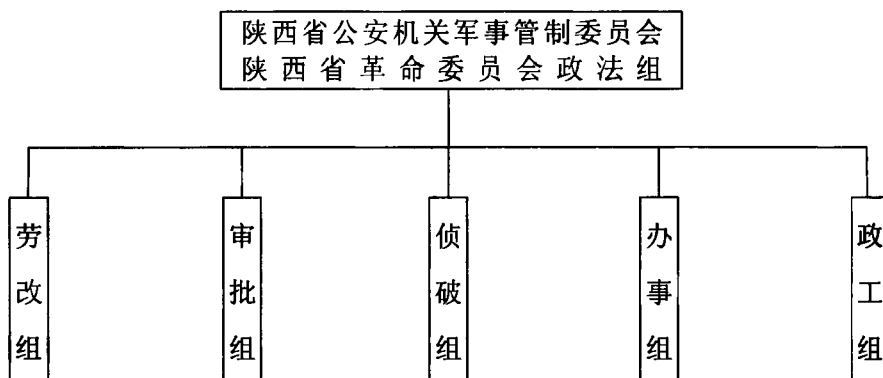 陕西省公安机关军事管制委员会
陕西省革命委员会政法组
劳改组
审批组
侦破组
办事组
政工组